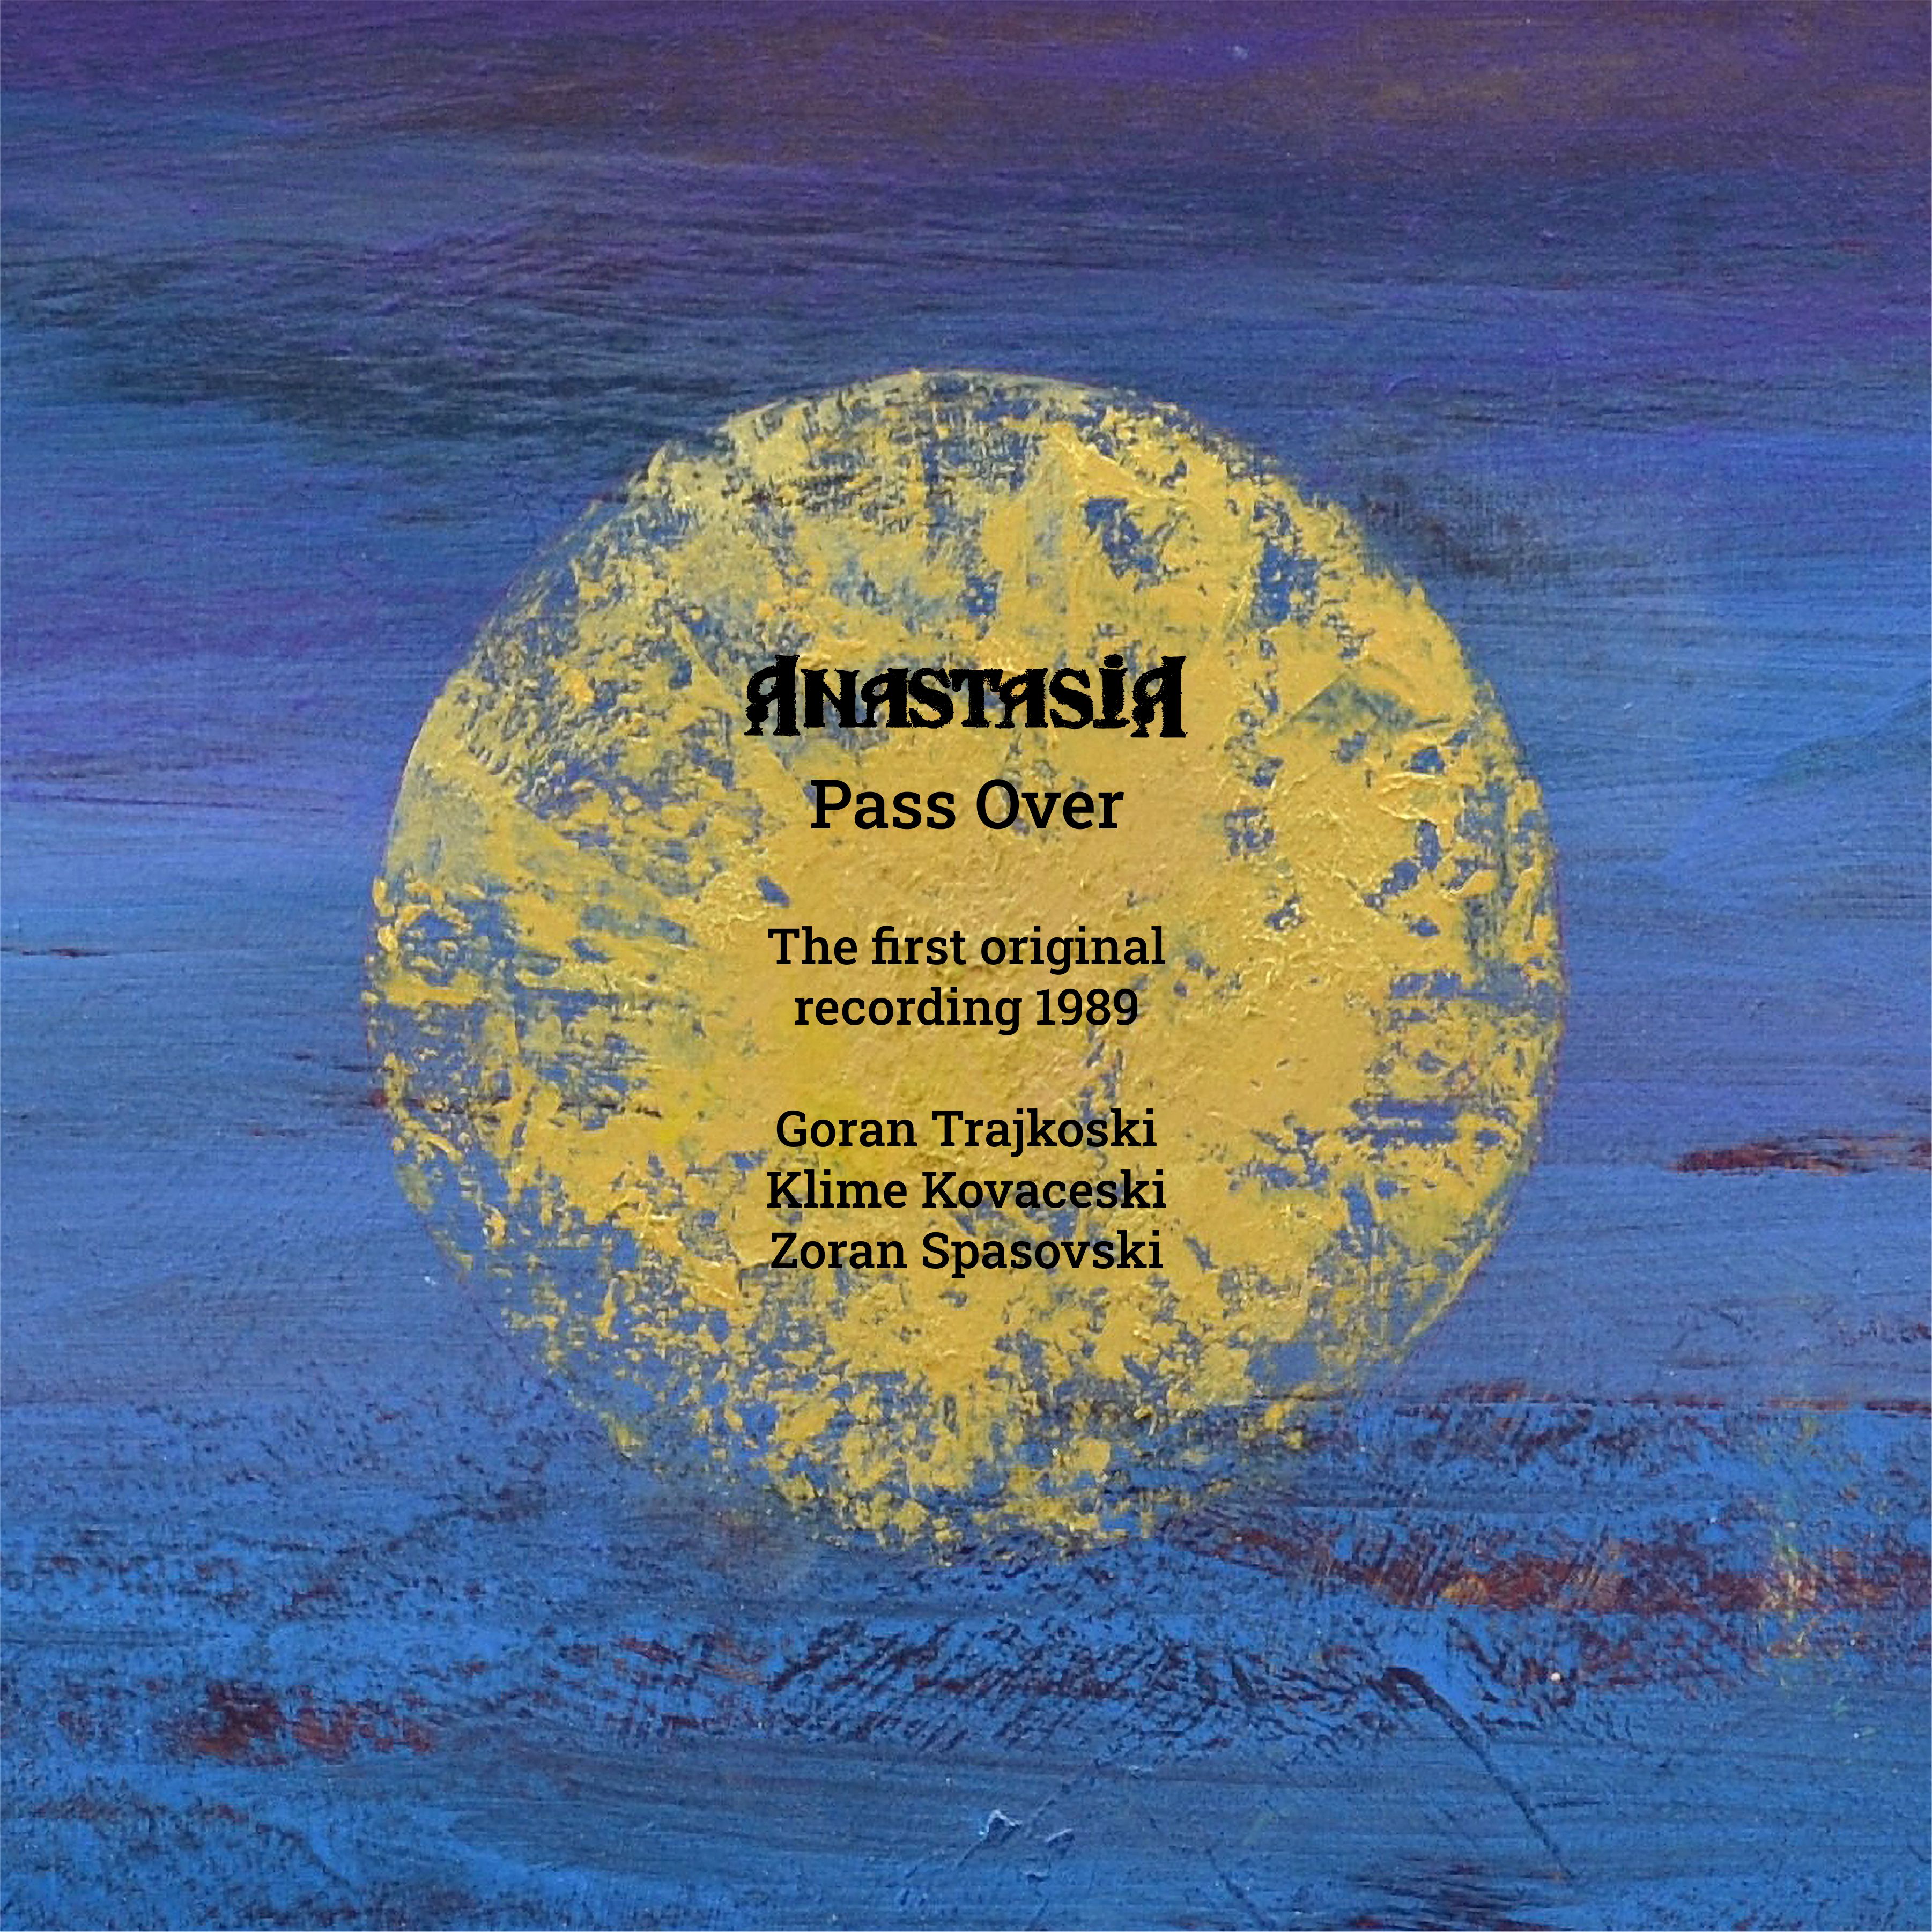 ANASTASIA
Pass Over
The first original
recording 1989
Goran Trajkoski
Klime Kovaceski
Zoran Spasovski